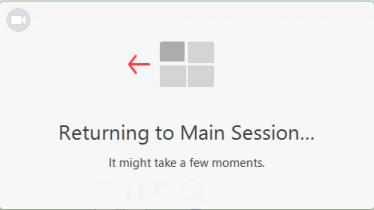 Returning to Main Session...
It might take a few moments.